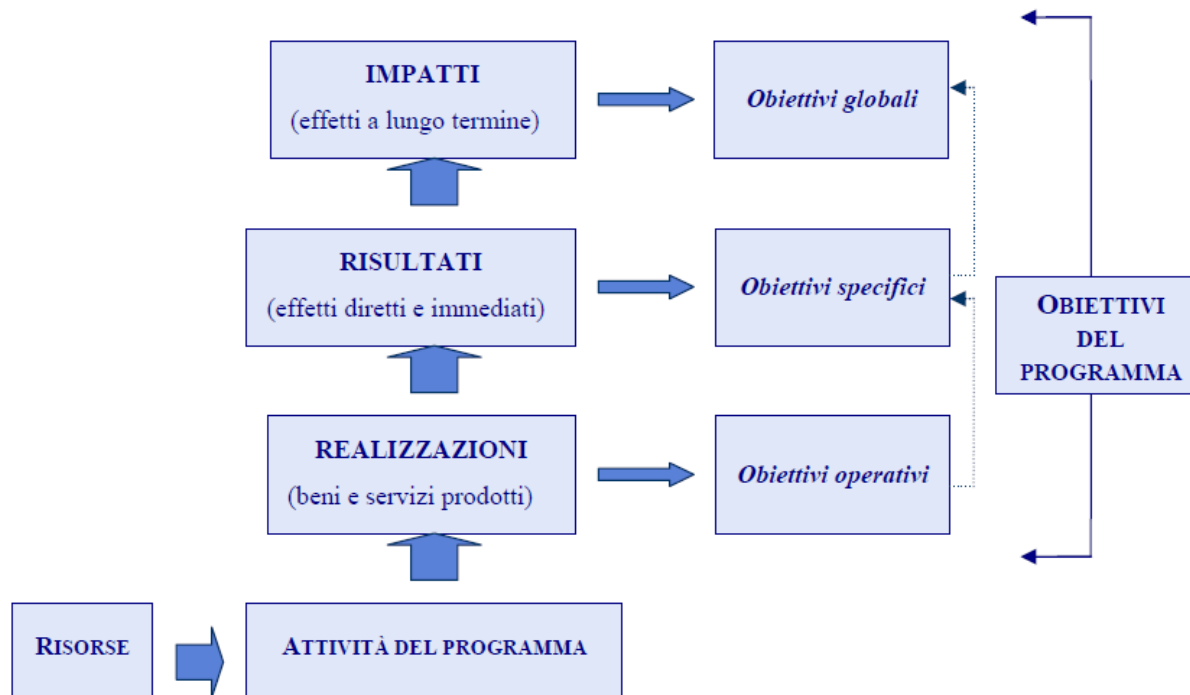 IMPATTI
(effetti a lungo termine)
Obiettivi globali
RISULTATI
(effetti diretti e immediati)
Obiettivi specifici
OBIETTIVI
DEL
PROGRAMMA
REALIZZAZIONI
(beni e servizi prodotti)
Obiettivi operativi
RISORSE
ATTIVITÀ DEL PROGRAMMA